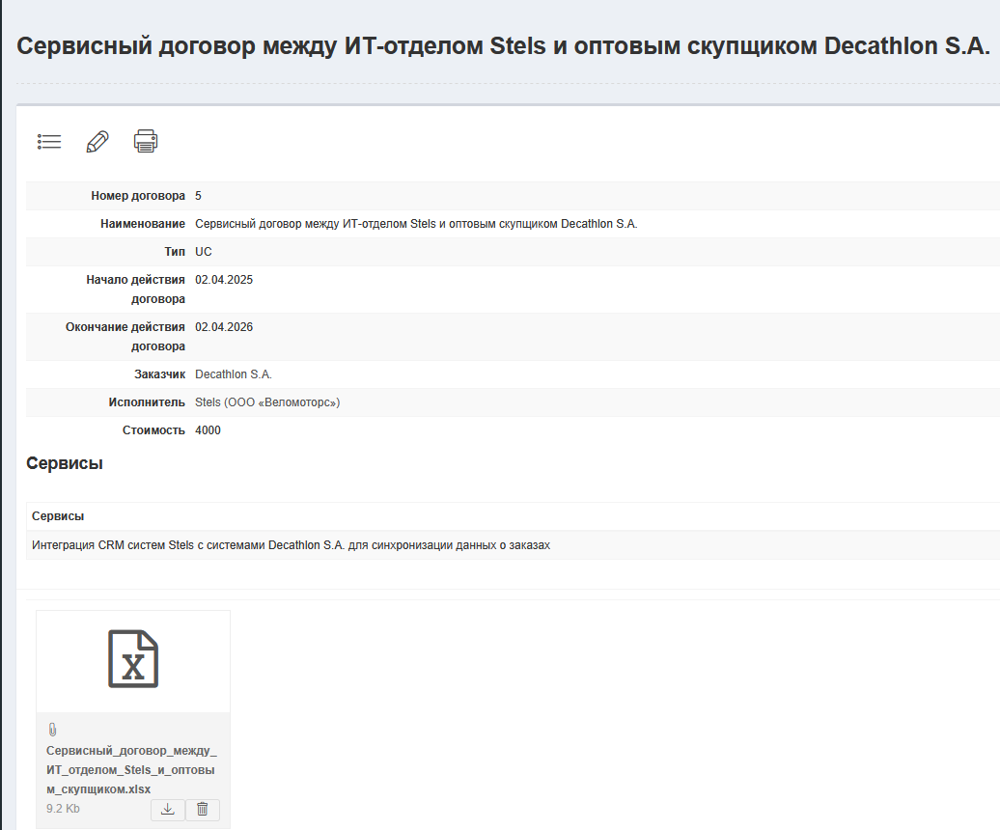 Сервисный договор между ИТ-отделом Stels и оптовым скупщиком Decathlon S.A.
Номер договора 5
Наименование Сервисный договор между ИТ-отделом Stels и оптовым скупщиком Decathlon S.A.
Тип UC
Начало действия договора 02.04.2025
Окончание действия договора 02.04.2026
Заказчик Decathlon S.A.
Исполнитель Stels (ООО «Веломоторс»)
Стоимость 4000
Сервисы
Сервисы
Интеграция CRM систем Stels с системами Decathlon S.A. для синхронизации данных о заказах
X
Сервисный_договор_между_
ИТ_отделом_Stels_и_оптовы
м_скупщиком.xlsx
9.2 Kb